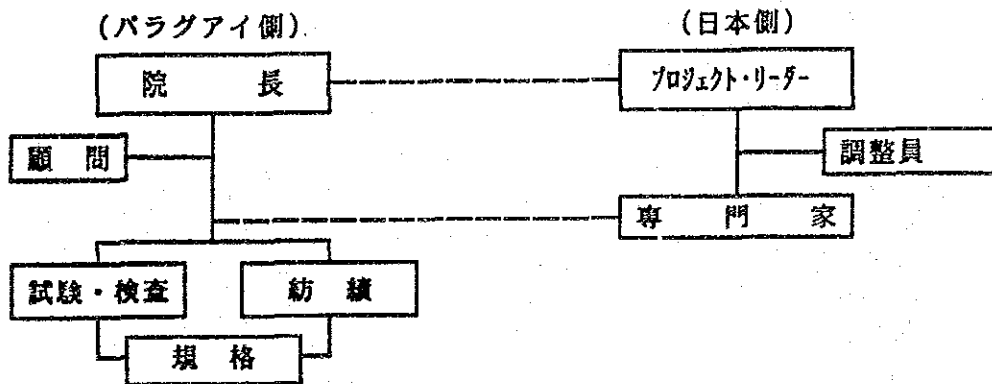 (パラグアイ側)
(日本側)
院長
プロジェクト・リーダー
顧問
調整員
専門家
試験・検査
紡績
規格